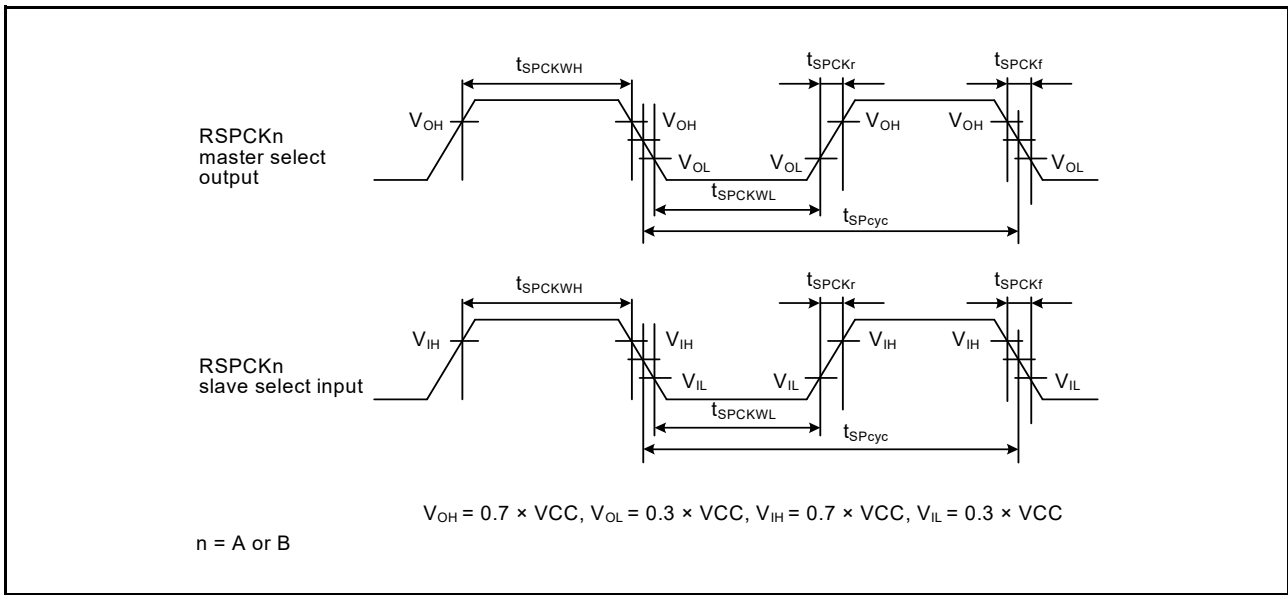 tSPCKWH
tSPCKr
tSPCKf
VOH
VOH
VOH
VOH
RSPCKn
master select
output
VOL
VOL
VOL
tSPCKWL
tSPcyc
tSPCKWH
tSPCKr
tSPCKf
VIH
VIH
VIH
VIH
RSPCKn
slave select input
VIL
VIL
VIL
tSPCKWL
tSPcyc
VOH = 0.7 × VCC, VOL = 0.3 × VCC, VIH = 0.7 × VCC, VIL = 0.3 × VCC
n = A or B